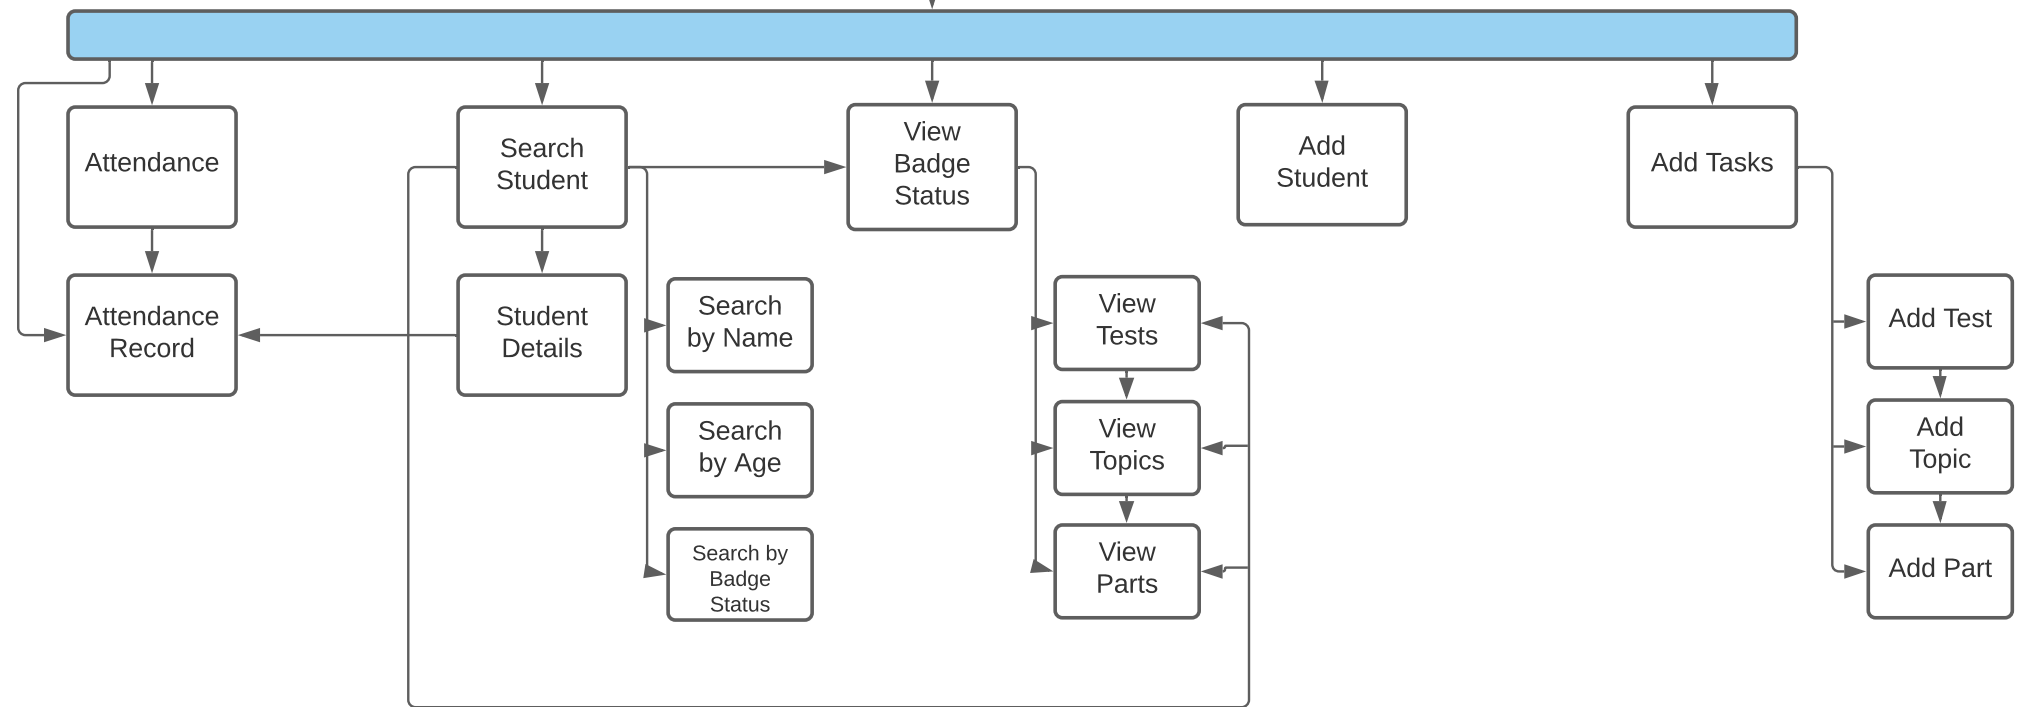 Attendance
Search
Student
View
Badge
Status
Add
Student
Add Tasks
Attendance
Record
Student
Details
Search
by Name
View
Tests
Add Test
Search
by Age
View
Topics
Add
Topic
Search by
Badge
Status
View
Parts
Add Part